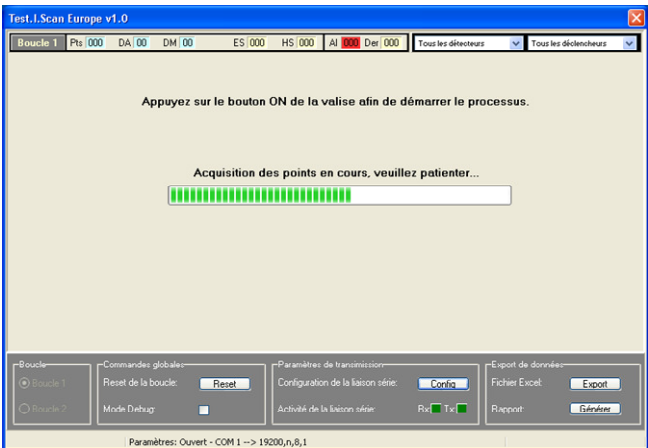 Test.I.Scan Europe v1.0
Boucle 1 Pts 000 DA 00 DM 00 ES 000 HS 000 Al 000 Der 000 Tous les détecteurs Tous les déclencheurs
Appuyez sur le bouton ON de la valise afin de démarrer le processus.
Acquisition des points en cours, veuillez patienter...
Boucle Commandes globales Paramètres de transmission Export de données
Boucle 1 Reset de la boucle: Reset Configuration de la liaison série: Config Fichier Excel: Export
Boucle 2 Mode Debug: Activité de la liaison série: Rx: Tx: Rapport: Générer
Paramètres: Ouvert - COM 1 --> 19200,n,8,1